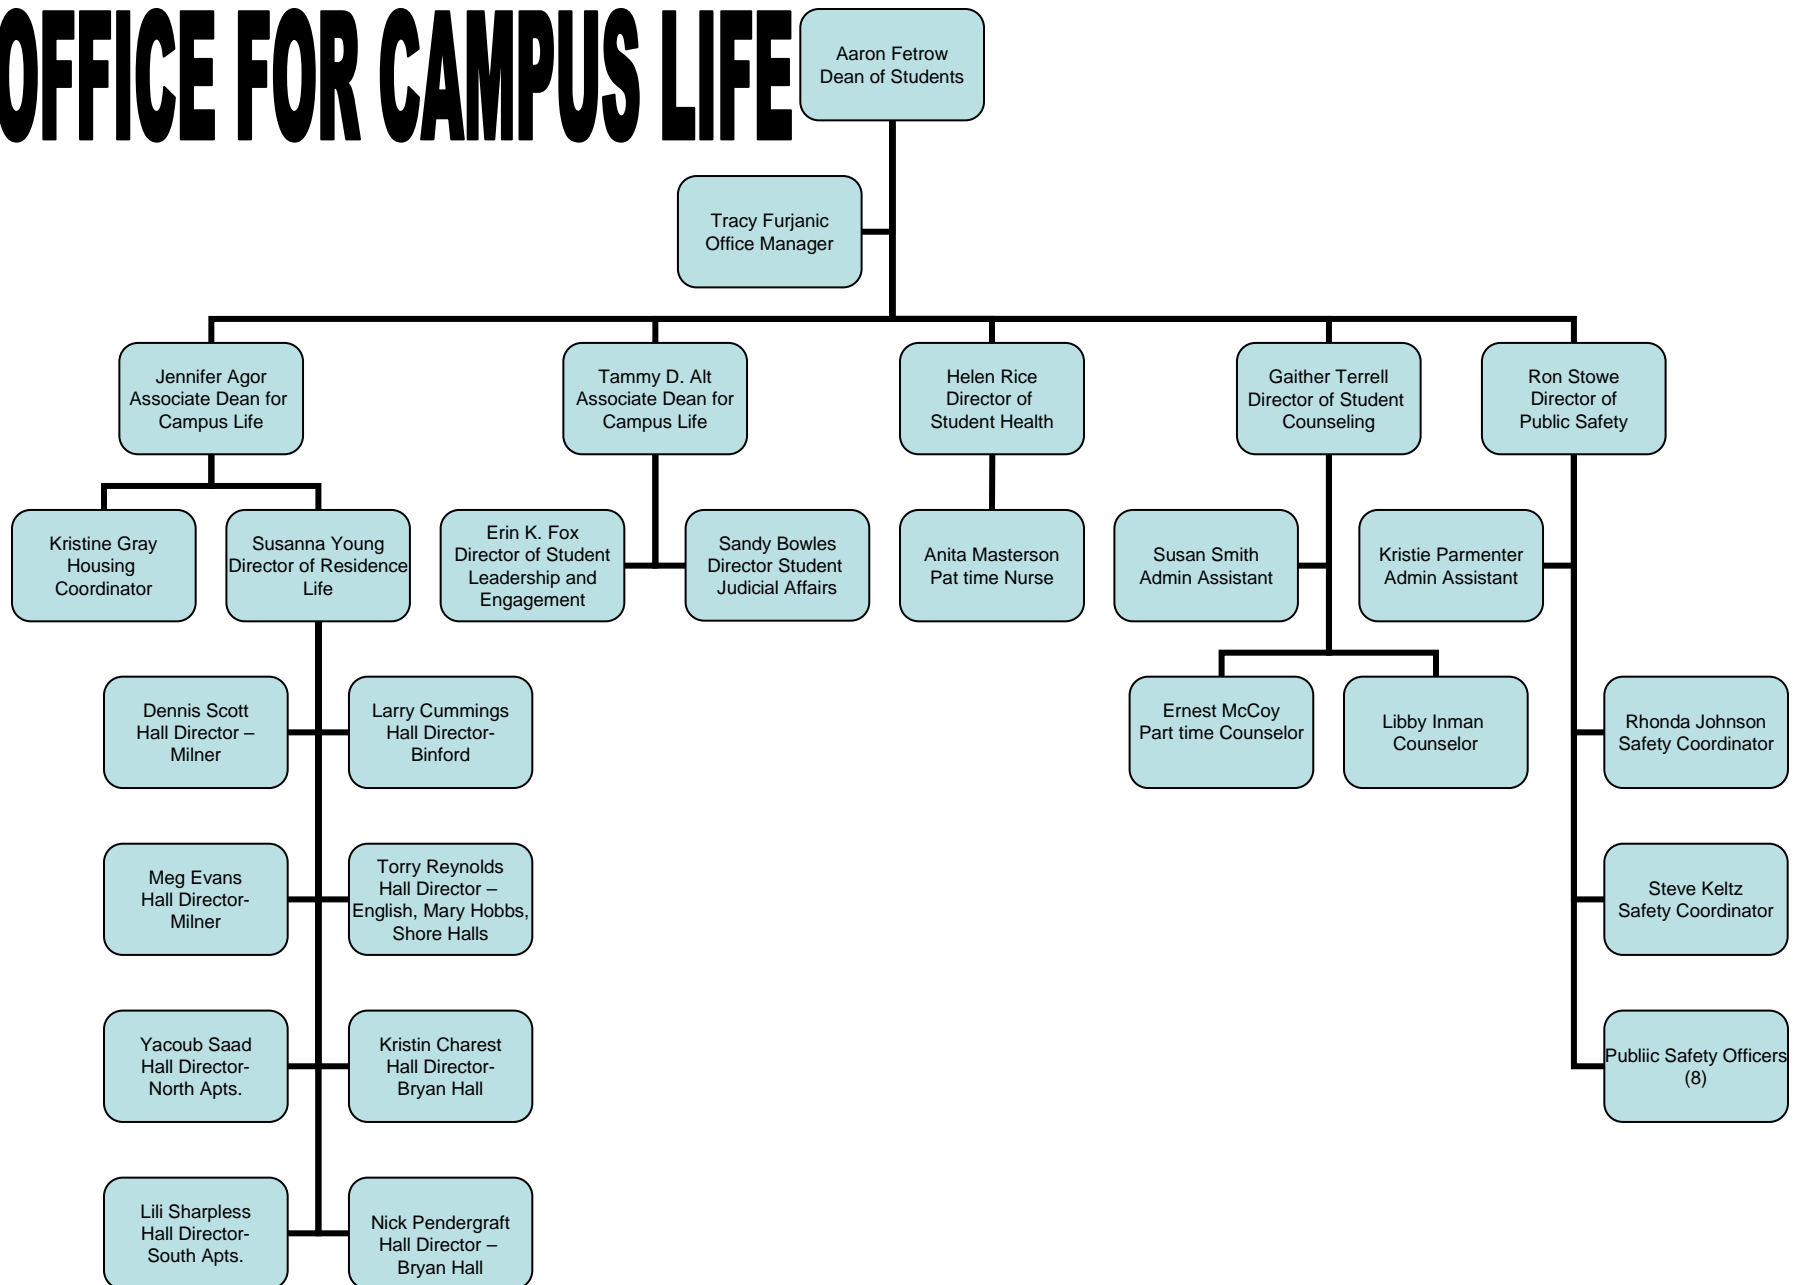 OFFICE FOR CAMPUS LIFE
Aaron Fetrow
Dean of Students
Tracy Furjanic
Office Manager
Jennifer Agor
Associate Dean for
Campus Life
Tammy D. Alt
Associate Dean for
Campus Life
Helen Rice
Director of
Student Health
Gaither Terrell
Director of Student
Counseling
Ron Stowe
Director of
Public Safety
Kristine Gray
Housing
Coordinator
Susanna Young
Director of Residence
Life
Erin K. Fox
Director of Student
Leadership and
Engagement
Sandy Bowles
Director Student
Judicial Affairs
Anita Masterson
Pat time Nurse
Susan Smith
Admin Assistant
Kristie Parmenter
Admin Assistant
Dennis Scott
Hall Director –
Milner
Larry Cummings
Hall Director-
Binford
Ernest McCoy
Part time Counselor
Libby Inman
Counselor
Rhonda Johnson
Safety Coordinator
Meg Evans
Hall Director-
Milner
Torry Reynolds
Hall Director –
English, Mary Hobbs,
Shore Halls
Steve Keltz
Safety Coordinator
Yacoub Saad
Hall Director-
North Apts.
Kristin Charest
Hall Director-
Bryan Hall
Publiic Safety Officers
(8)
Lili Sharpless
Hall Director-
South Apts.
Nick Pendergraft
Hall Director –
Bryan Hall